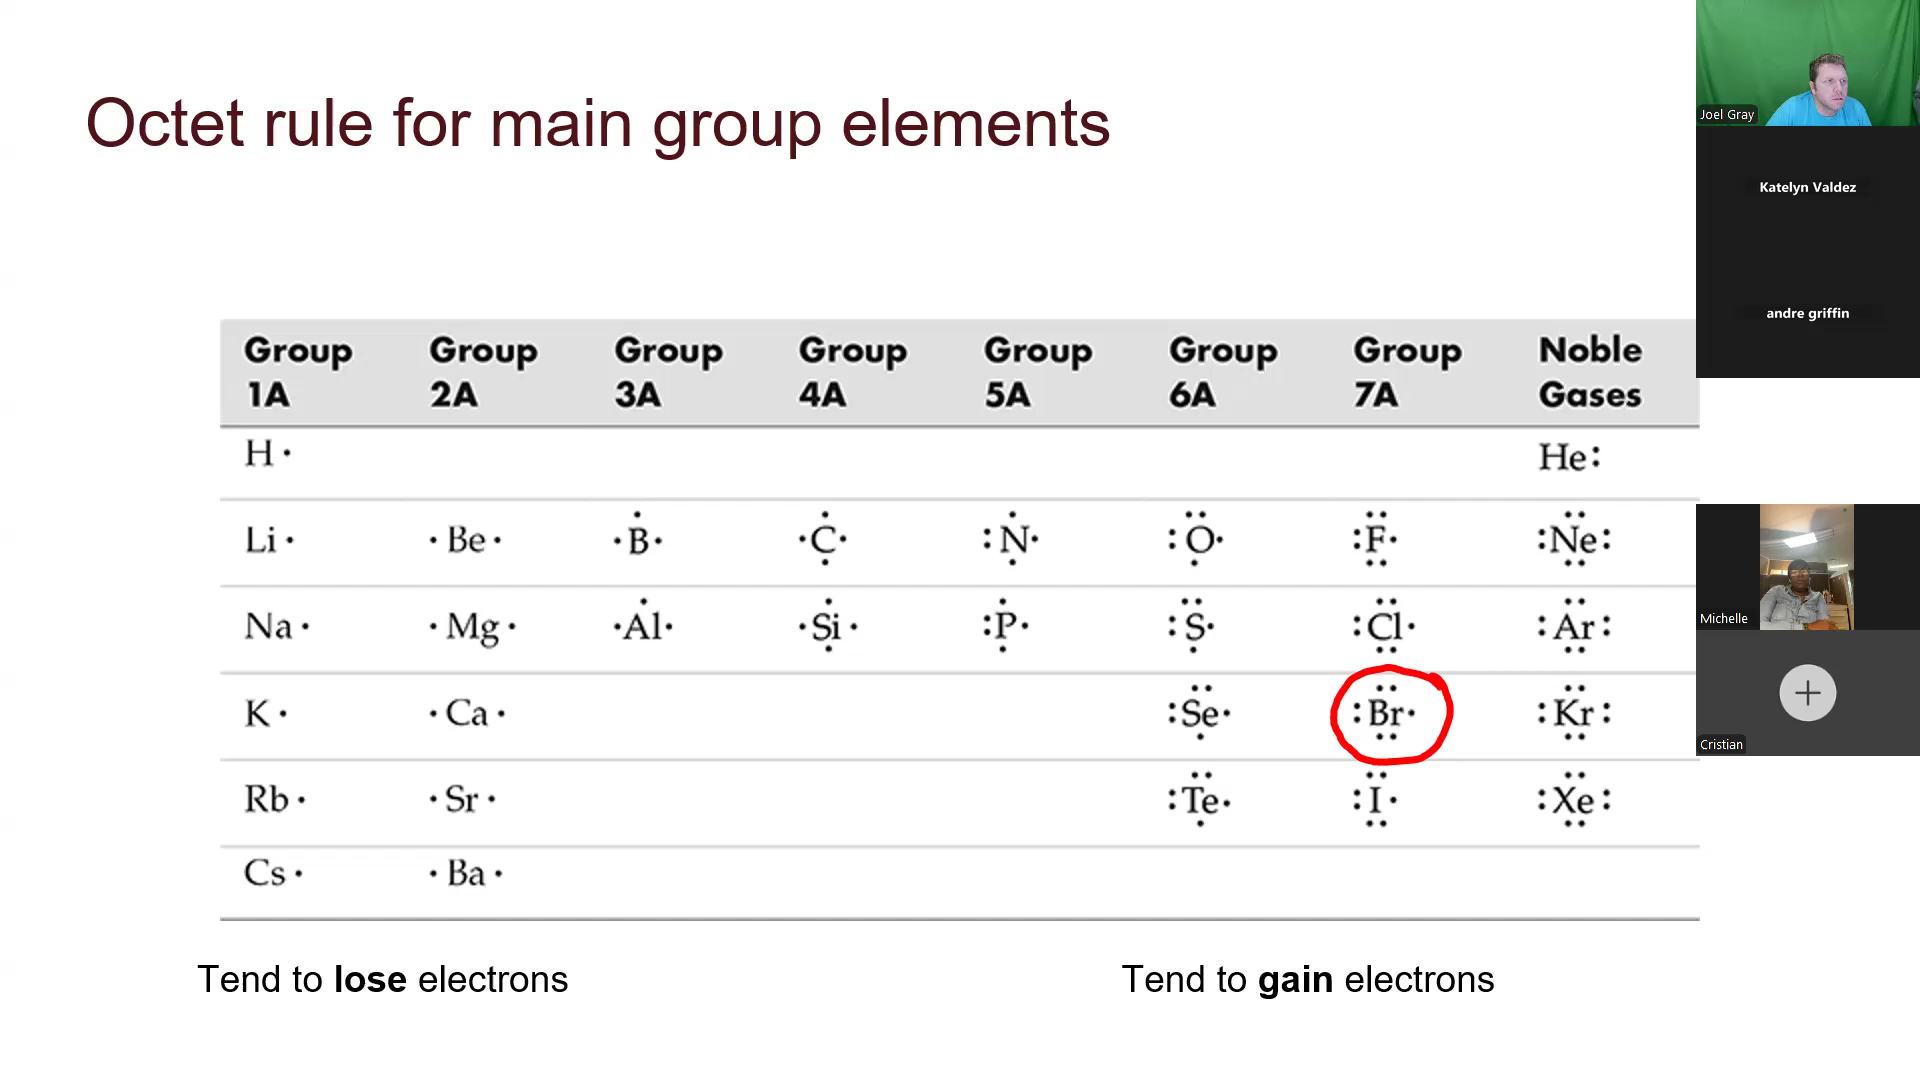 Octet rule for main group elements
Group 1A Group 2A Group 3A Group 4A Group 5A Group 6A Group 7A Noble Gases
H· He:
Li· ·Be· ·B· ·C· :N· :O· :F· :Ne:
Na· ·Mg· ·Al· ·Si· :P· :S· :Cl· :Ar:
K· ·Ca· :Se· :Br· :Kr:
Rb· ·Sr· :Te· :I· :Xe:
Cs· ·Ba·
Tend to lose electrons Tend to gain electrons
Joel Gray
Katelyn Valdez
andre griffin
Michelle
Cristian